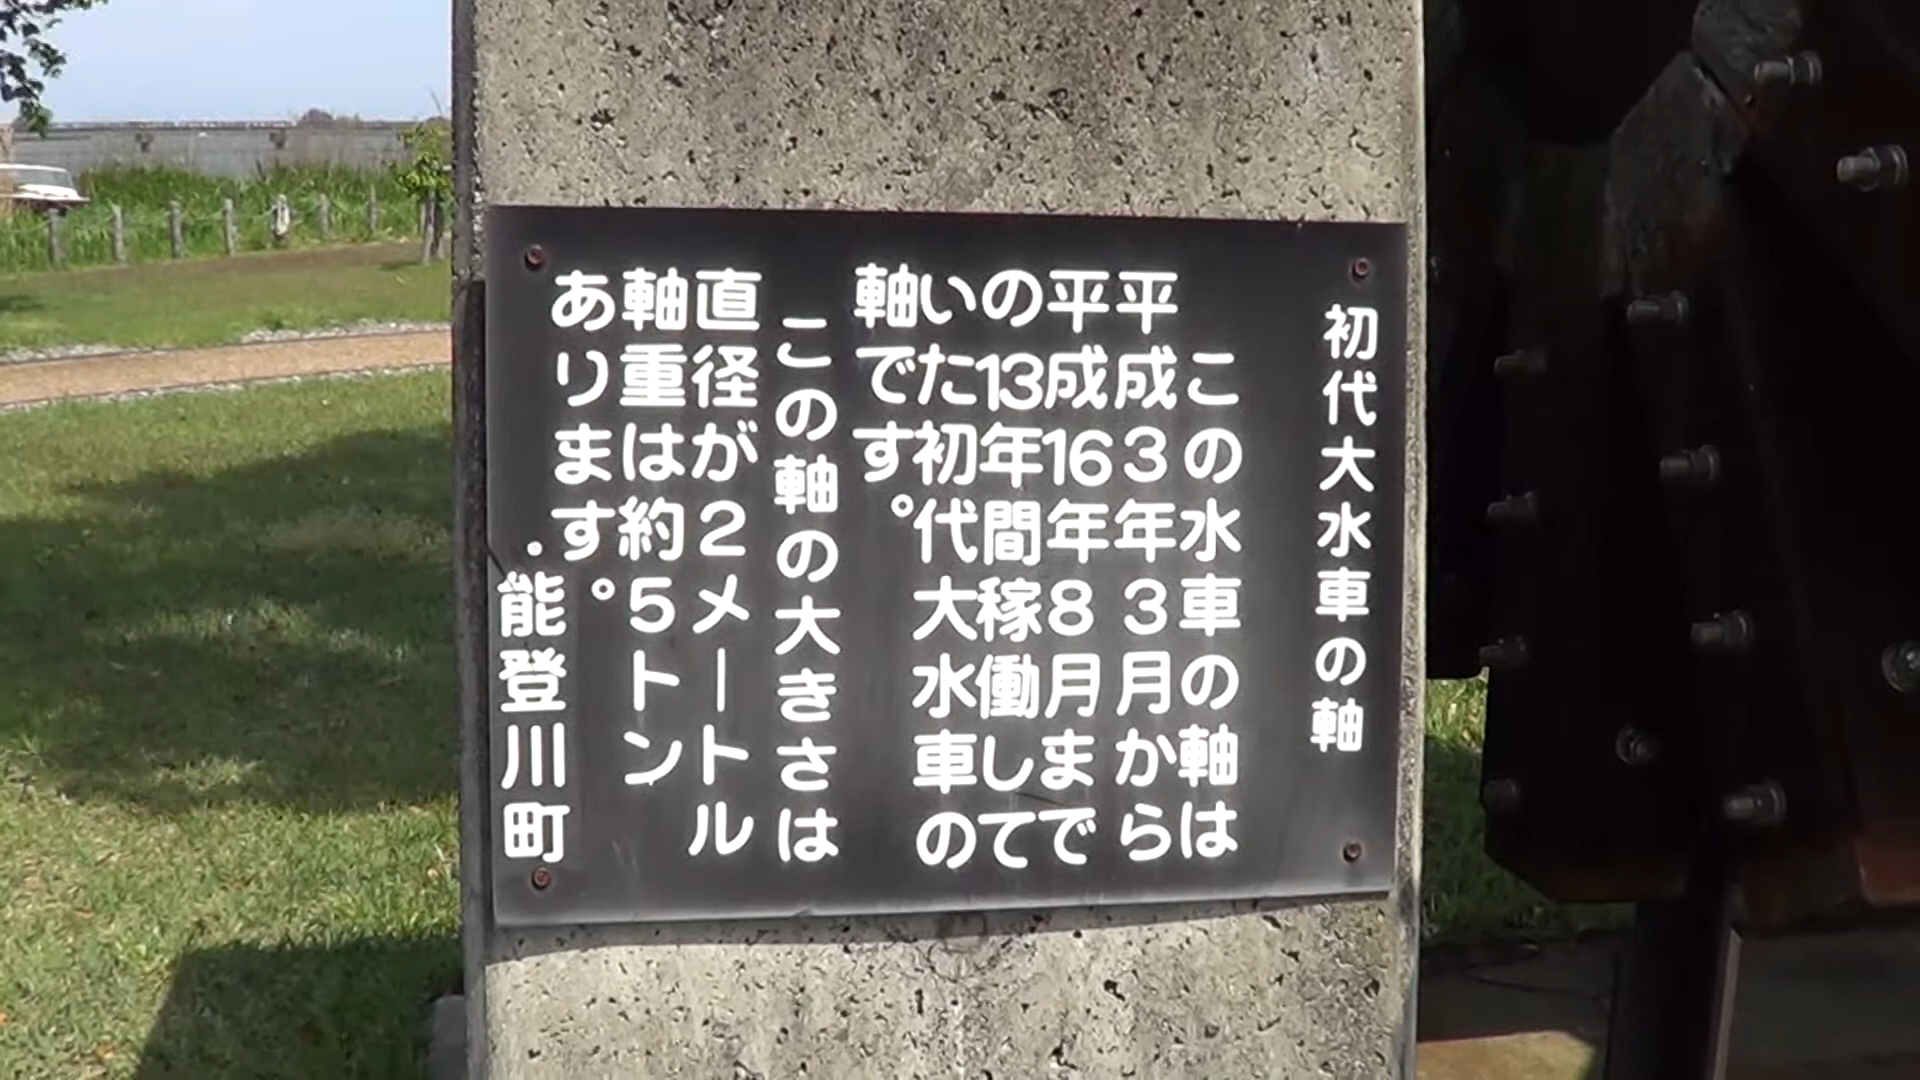 初代大水車の軸
この水車の軸は
平成3年3月から
平成16年8月まで
の13年間稼働して
いた初代大水車の
軸です。
この軸の大きさは
直径が2メートル
軸重は約5トン
あります。
能登川町